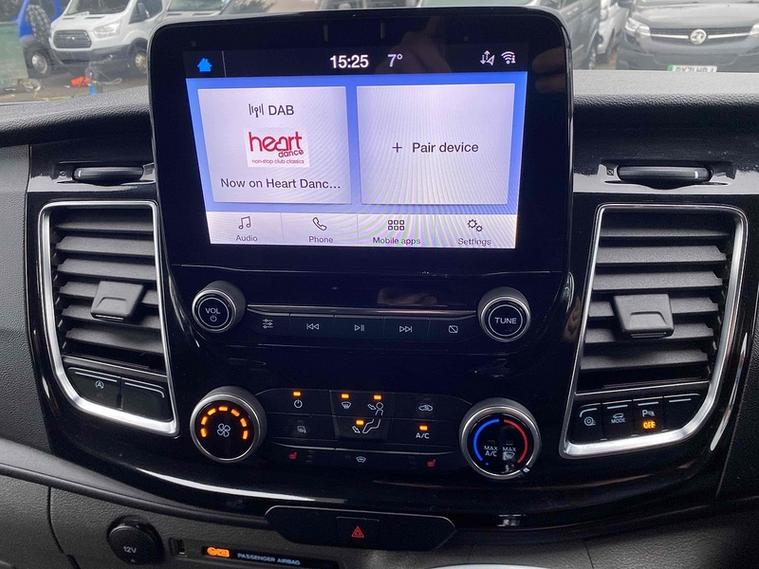 15:25 7°
DAB
heart
dance
non-stop club classics
Now on Heart Danc...
+ Pair device
Audio
Phone
Mobile apps
Settings
VOL
TUNE
A/C
MAX
A/C
MAX
MODE
OFF
12V
PASSENGER AIRBAG